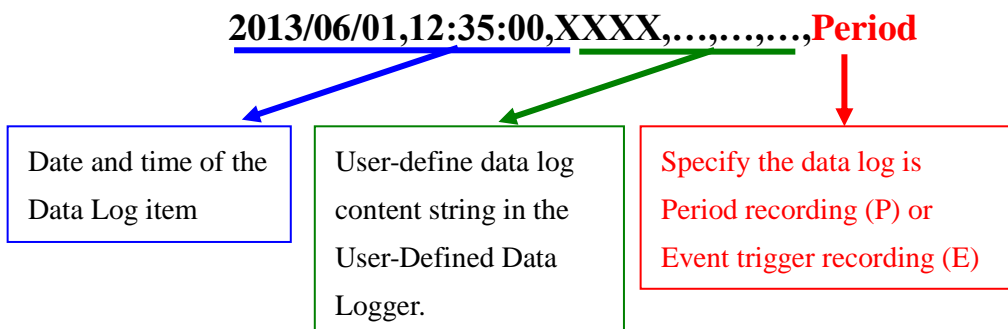 2013/06/01,12:35:00,XXXX,…,…,…,Period
Date and time of the
Data Log item
User-define data log
content string in the
User-Defined Data
Logger.
Specify the data log is
Period recording (P) or
Event trigger recording (E)